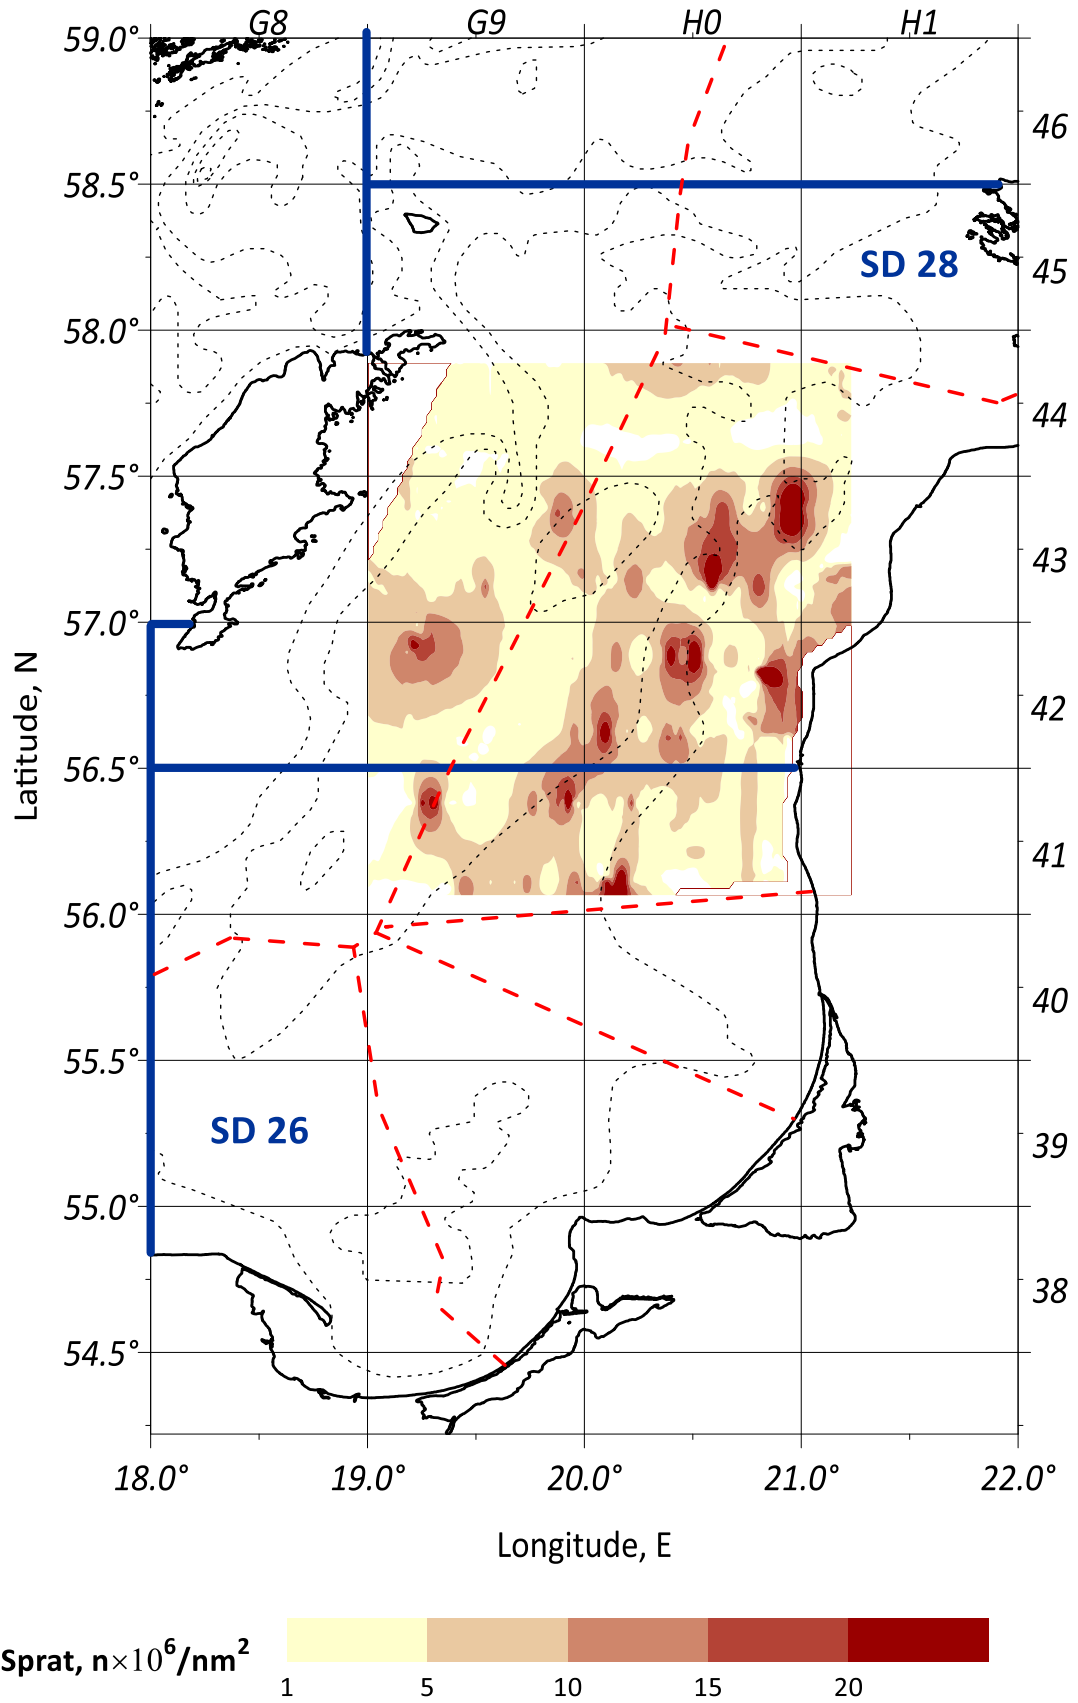 G8 G9 H0 H1
59.0°
46
58.5°
SD 28
45
58.0°
44
57.5°
43
57.0°
Latitude, N
42
56.5°
41
56.0°
40
55.5°
SD 26
39
55.0°
38
54.5°
18.0° 19.0° 20.0° 21.0° 22.0°
Longitude, E
Sprat, n×10⁶/nm²
1 5 10 15 20